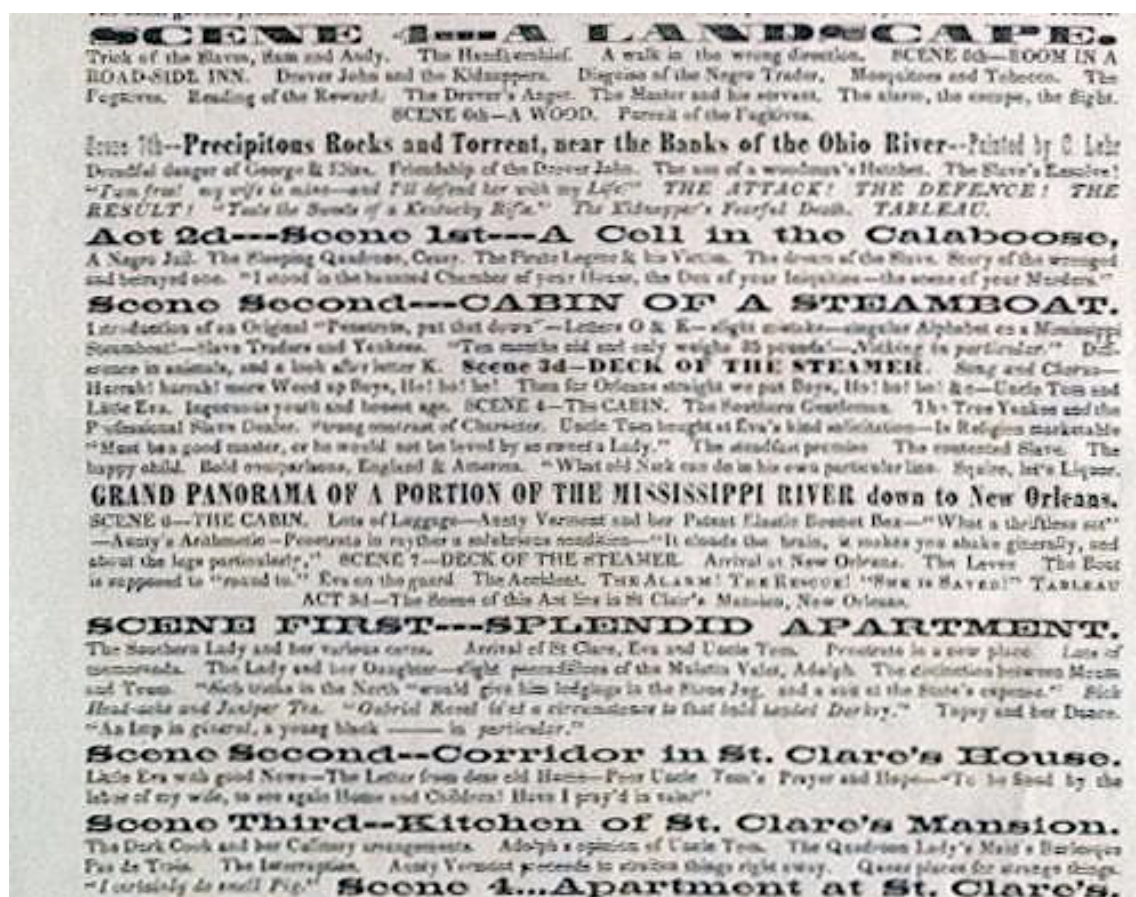 SCENE 4---A LANDSCAPE.
Trick of the Slaves, Sam and Andy. The Handkerchief. A walk in the wrong direction. SCENE 5th—ROOM IN A
ROAD-SIDE INN. Drover John and the Kidnappers. Disguise of the Negro Trader, Mosquitoes and Tobacco. The
Fugitives. Reading of the Reward. The Drover's Anger. The Master and his servant. The alarm, the escape, the flight.
SCENE 6th—A WOOD. Pursuit of the Fugitives.
Scene 7th--Precipitous Rocks and Torrent, near the Banks of the Ohio River--Painted by C. Lehr
Dreadful danger of George & Eliza. Friendship of the Drover John. The use of a woodman's Hatchet. The Slave's Resolve!
"I am free! my wife is mine—and I'll defend her with my Life!" THE ATTACK! THE DEFENCE! THE
RESULT! "Taste the Sweets of a Kentucky Rifle." The Kidnapper's Fearful Death. TABLEAU.
Act 2d---Scene 1st---A Cell in the Calaboose,
A Negro Jail. The Sleeping Quadroon, Cassy. The Pirate Legree & his Victim. The dream of the Slave. Story of the wronged
and betrayed one. "I stood in the haunted Chamber of your House, the Den of your Iniquities—the scene of your Murders."
Scene Second---CABIN OF A STEAMBOAT.
Introduction of an Original "Penetrate, put that down"—Letters O & K—slight mistake—singular Alphabet on a Mississippi
Steamboat!—Slave Traders and Yankees. "Ten months old and only weighs 35 pounds!—Nothing in particular." Dif-
erence in animals, and a look after letter K. Scene 3d—DECK OF THE STEAMER. Song and Chorus—
Hurrah! hurrah! more Wood up Boys, Ho! ho! ho! Then for Orleans straight we put Boys, Ho! ho! ho! &c—Uncle Tom and
Little Eva. Ingenuous youth and honest age. SCENE 4—The CABIN. The Southern Gentleman. The True Yankee and the
Professional Slave Dealer. Strong contrast of Character. Uncle Tom bought at Eva's kind solicitation—Is Religion marketable
"Must be a good master, or he would not be loved by so sweet a Lady." The steadfast promise The contented Slave. The
happy child. Bold comparisons, England & America. "What old Nick can do in his own particular line. Squire, let's Liquor.
GRAND PANORAMA OF A PORTION OF THE MISSISSIPPI RIVER down to New Orleans.
SCENE 6—THE CABIN. Lots of Luggage—Aunty Vermont and her Patent Elastic Bonnet Box—"What a thriftless set"
—Aunty's Arithmetic—Penetrate in rayther a salubrious condition—"It clouds the brain, it makes you shake ginerally, and
about the legs particularly," SCENE 7—DECK OF THE STEAMER. Arrival at New Orleans. The Levee The Boat
is supposed to "round to." Eva on the guard The Accident. THE ALARM! THE RESCUE! "SHE IS SAVED!" TABLEAU
ACT 3d—The Scene of this Act lies in St Clair's Mansion, New Orleans.
SCENE FIRST---SPLENDID APARTMENT.
The Southern Lady and her various cares. Arrival of St Clare, Eva and Uncle Tom. Penetrate in a new place. Lots of
memoranda. The Lady and her Daughter—slight peccadilloes of the Mulatto Valet, Adolph. The distinction between Meum
and Tuum. "Sich tricks in the North "would give him lodgings in the Stone Jug, and a suit at the State's expense." Sick
Head-ache and Juniper Tea. "Gabriel Ravel is'nt a circumstance to that bald headed Darkey." Topsy and her Dance.
"An Imp in general, a young black —— in particular."
Scene Second--Corridor in St. Clare's House.
Little Eva with good News—The Letter from dear old Home—Poor Uncle Tom's Prayer and Hope—"To be freed by the
labor of my wife, to see again Home and Children! Have I pray'd in vain?"
Scene Third--Kitchen of St. Clare's Mansion.
The Dark Cook and her Culinary arrangements. Adolph's opinion of Uncle Tom. The Quadroon Lady's Maid's Burlesque
Pas de Trois. The Interruption. Aunty Vermont proceeds to straiten things right away. Queer places for strange things.
"I certainly do smell Pig." Scene 4...Apartment at St. Clare's.